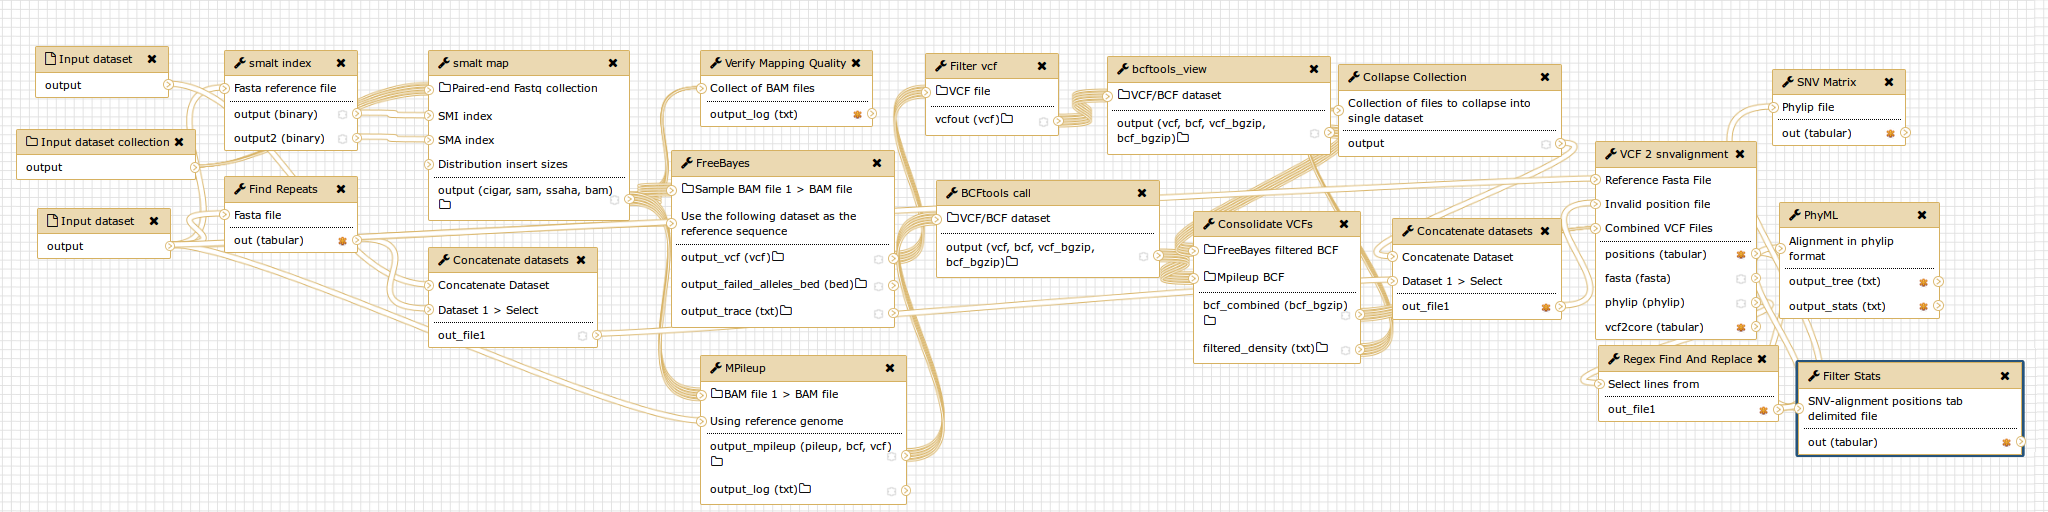 Input dataset
output
Input dataset collection
output
Input dataset
output
smalt index
Fasta reference file
output (binary)
output2 (binary)
Find Repeats
Fasta file
out (tabular)
smalt map
Paired-end Fastq collection
SMI index
SMA index
Distribution insert sizes
output (cigar, sam, ssaha, bam)
Concatenate datasets
Concatenate Dataset
Dataset 1 > Select
out_file1
Verify Mapping Quality
Collect of BAM files
output_log (txt)
FreeBayes
Sample BAM file 1 > BAM file
Use the following dataset as the
reference sequence
output_vcf (vcf)
output_failed_alleles_bed (bed)
output_trace (txt)
MPileup
BAM file 1 > BAM file
Using reference genome
output_mpileup (pileup, bcf, vcf)
output_log (txt)
Filter vcf
VCF file
vcfout (vcf)
BCFtools call
VCF/BCF dataset
output (vcf, bcf, vcf_bgzip,
bcf_bgzip)
bcftools_view
VCF/BCF dataset
output (vcf, bcf, vcf_bgzip,
bcf_bgzip)
Consolidate VCFs
FreeBayes filtered BCF
Mpileup BCF
bcf_combined (bcf_bgzip)
filtered_density (txt)
Collapse Collection
Collection of files to collapse into
single dataset
output
Concatenate datasets
Concatenate Dataset
Dataset 1 > Select
out_file1
VCF 2 snvalignment
Reference Fasta File
Invalid position file
Combined VCF Files
positions (tabular)
fasta (fasta)
phylip (phylip)
vcf2core (tabular)
Regex Find And Replace
Select lines from
out_file1
SNV Matrix
Phylip file
out (tabular)
PhyML
Alignment in phylip
format
output_tree (txt)
output_stats (txt)
Filter Stats
SNV-alignment positions tab
delimited file
out (tabular)